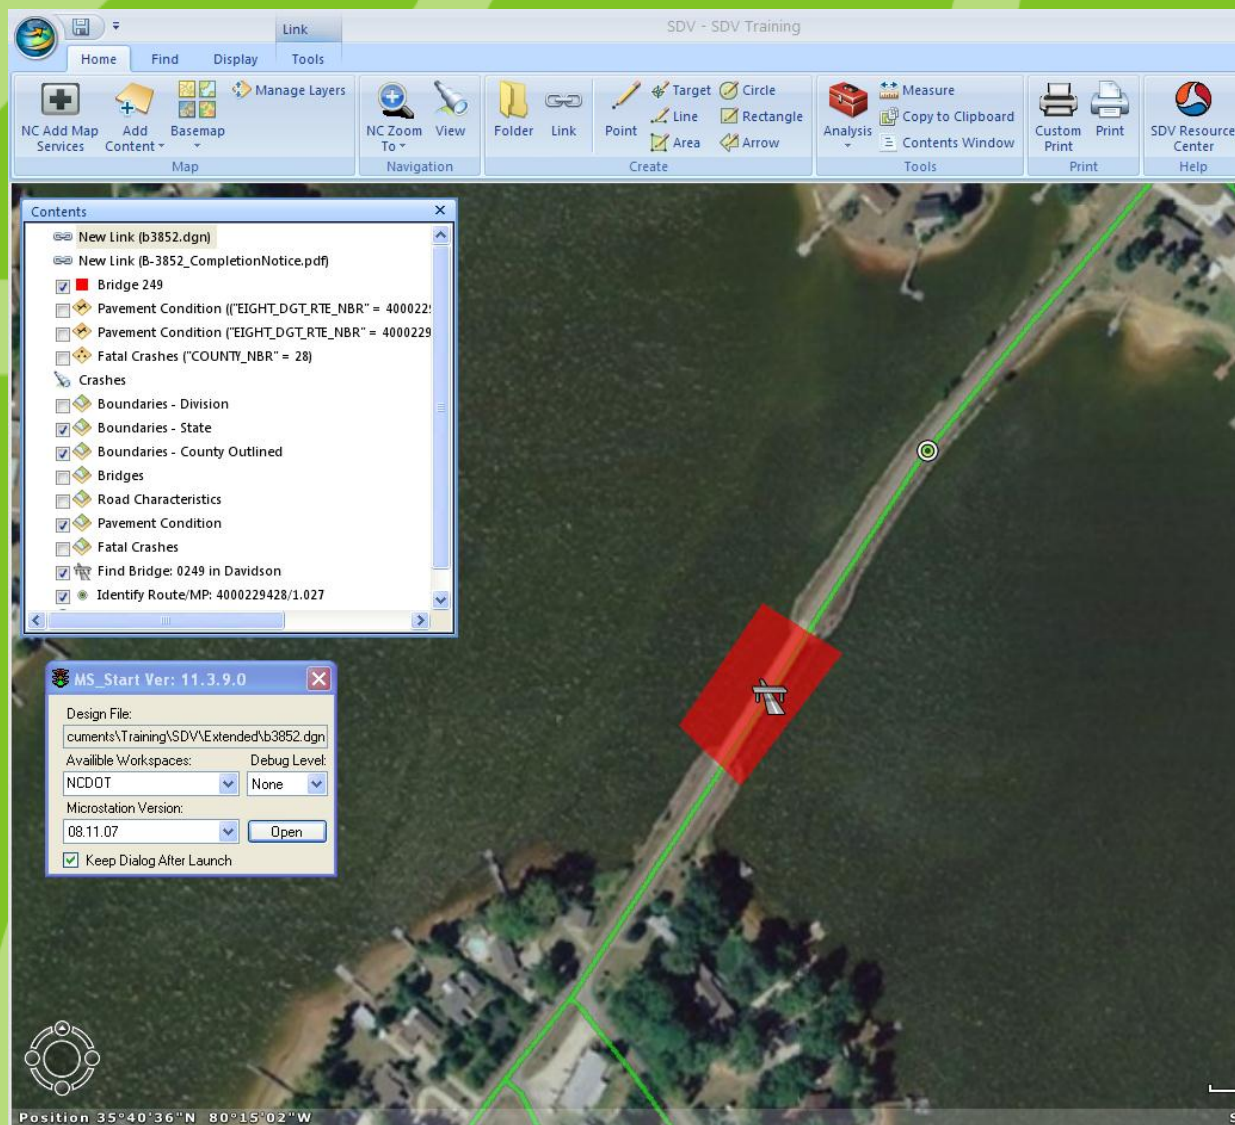 Link
SDV - SDV Training
Home Find Display Tools
NC Add Map Services
Add Content
Basemap
Manage Layers
Map
NC Zoom To
View
Navigation
Folder
Link
Point
Target
Line
Area
Circle
Rectangle
Arrow
Create
Analysis
Measure
Copy to Clipboard
Contents Window
Tools
Custom Print
Print
Print
SDV Resource Center
Help
Contents
New Link (b3852.dgn)
New Link (B-3852_CompletionNotice.pdf)
Bridge 249
Pavement Condition (("EIGHT_DGT_RTE_NBR" = 400022
Pavement Condition ("EIGHT_DGT_RTE_NBR" = 4000229
Fatal Crashes ("COUNTY_NBR" = 28)
Crashes
Boundaries - Division
Boundaries - State
Boundaries - County Outlined
Bridges
Road Characteristics
Pavement Condition
Fatal Crashes
Find Bridge: 0249 in Davidson
Identify Route/MP: 4000229428/1.027
MS_Start Ver: 11.3.9.0
Design File:
cuments\Training\SDV\Extended\b3852.dgn
Availible Workspaces: Debug Level:
NCDOT None
Microstation Version:
08.11.07 Open
Keep Dialog After Launch
Position 35°40'36"N 80°15'02"W